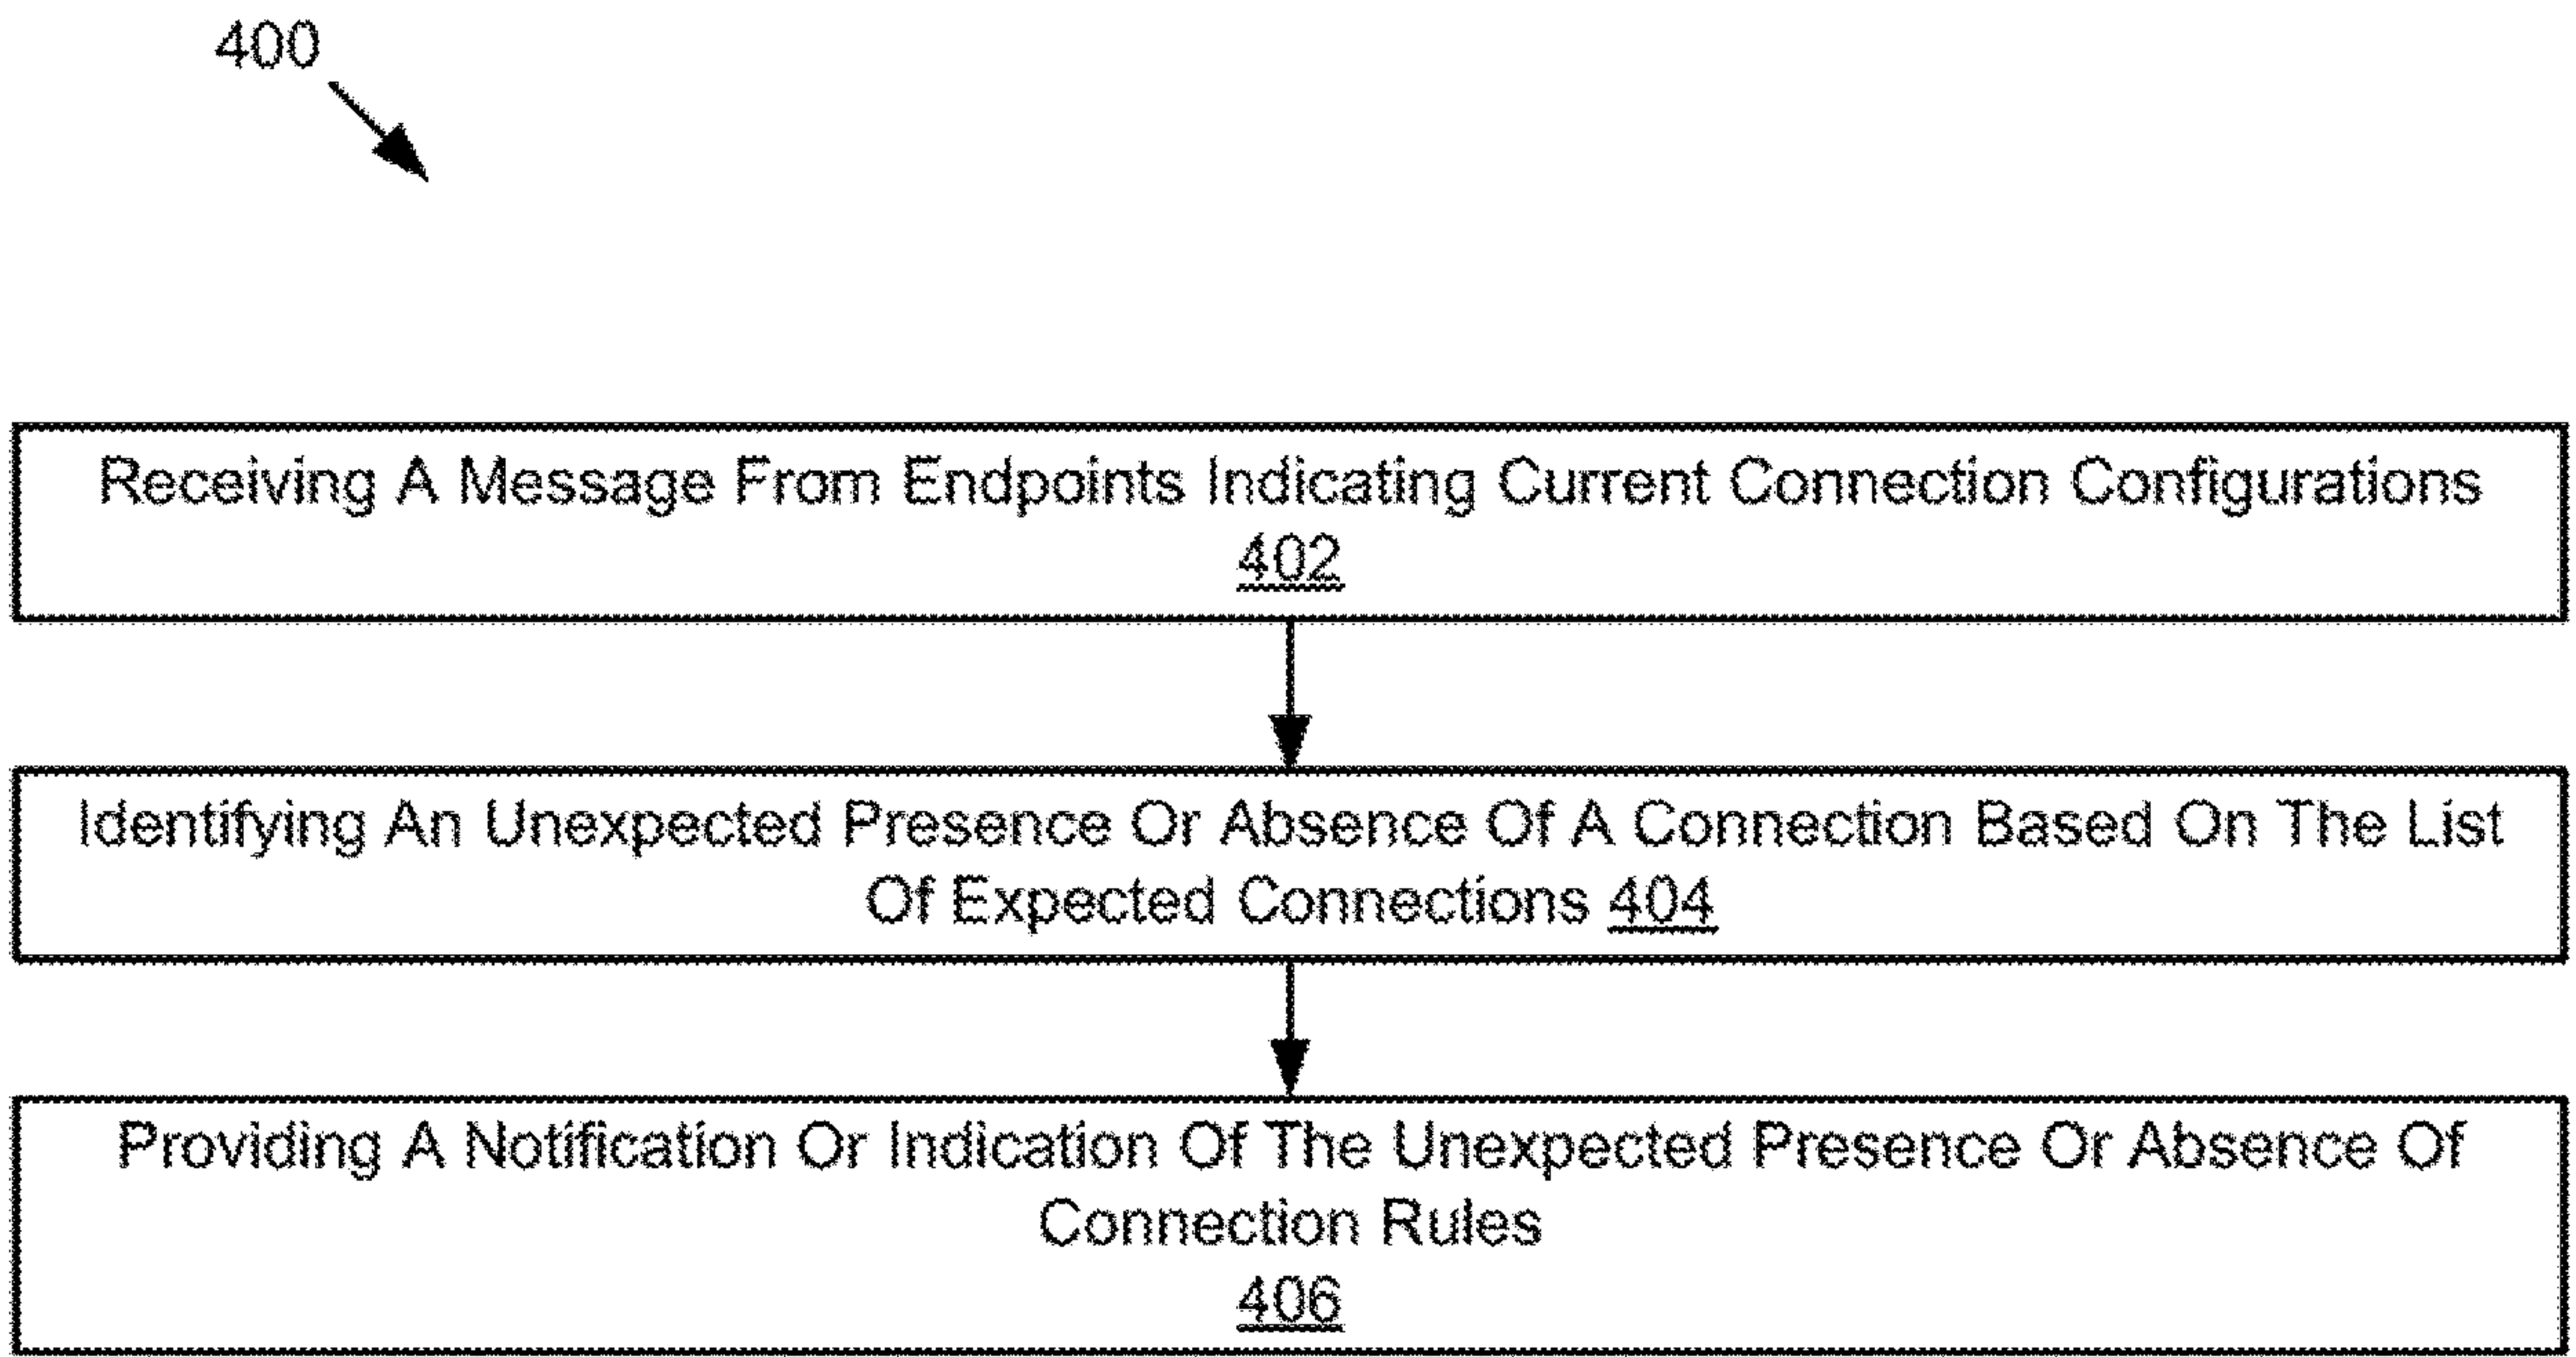 400
Receiving A Message From Endpoints Indicating Current Connection Configurations
402
Identifying An Unexpected Presence Or Absence Of A Connection Based On The List
Of Expected Connections 404
Providing A Notification Or Indication Of The Unexpected Presence Or Absence Of
Connection Rules
406